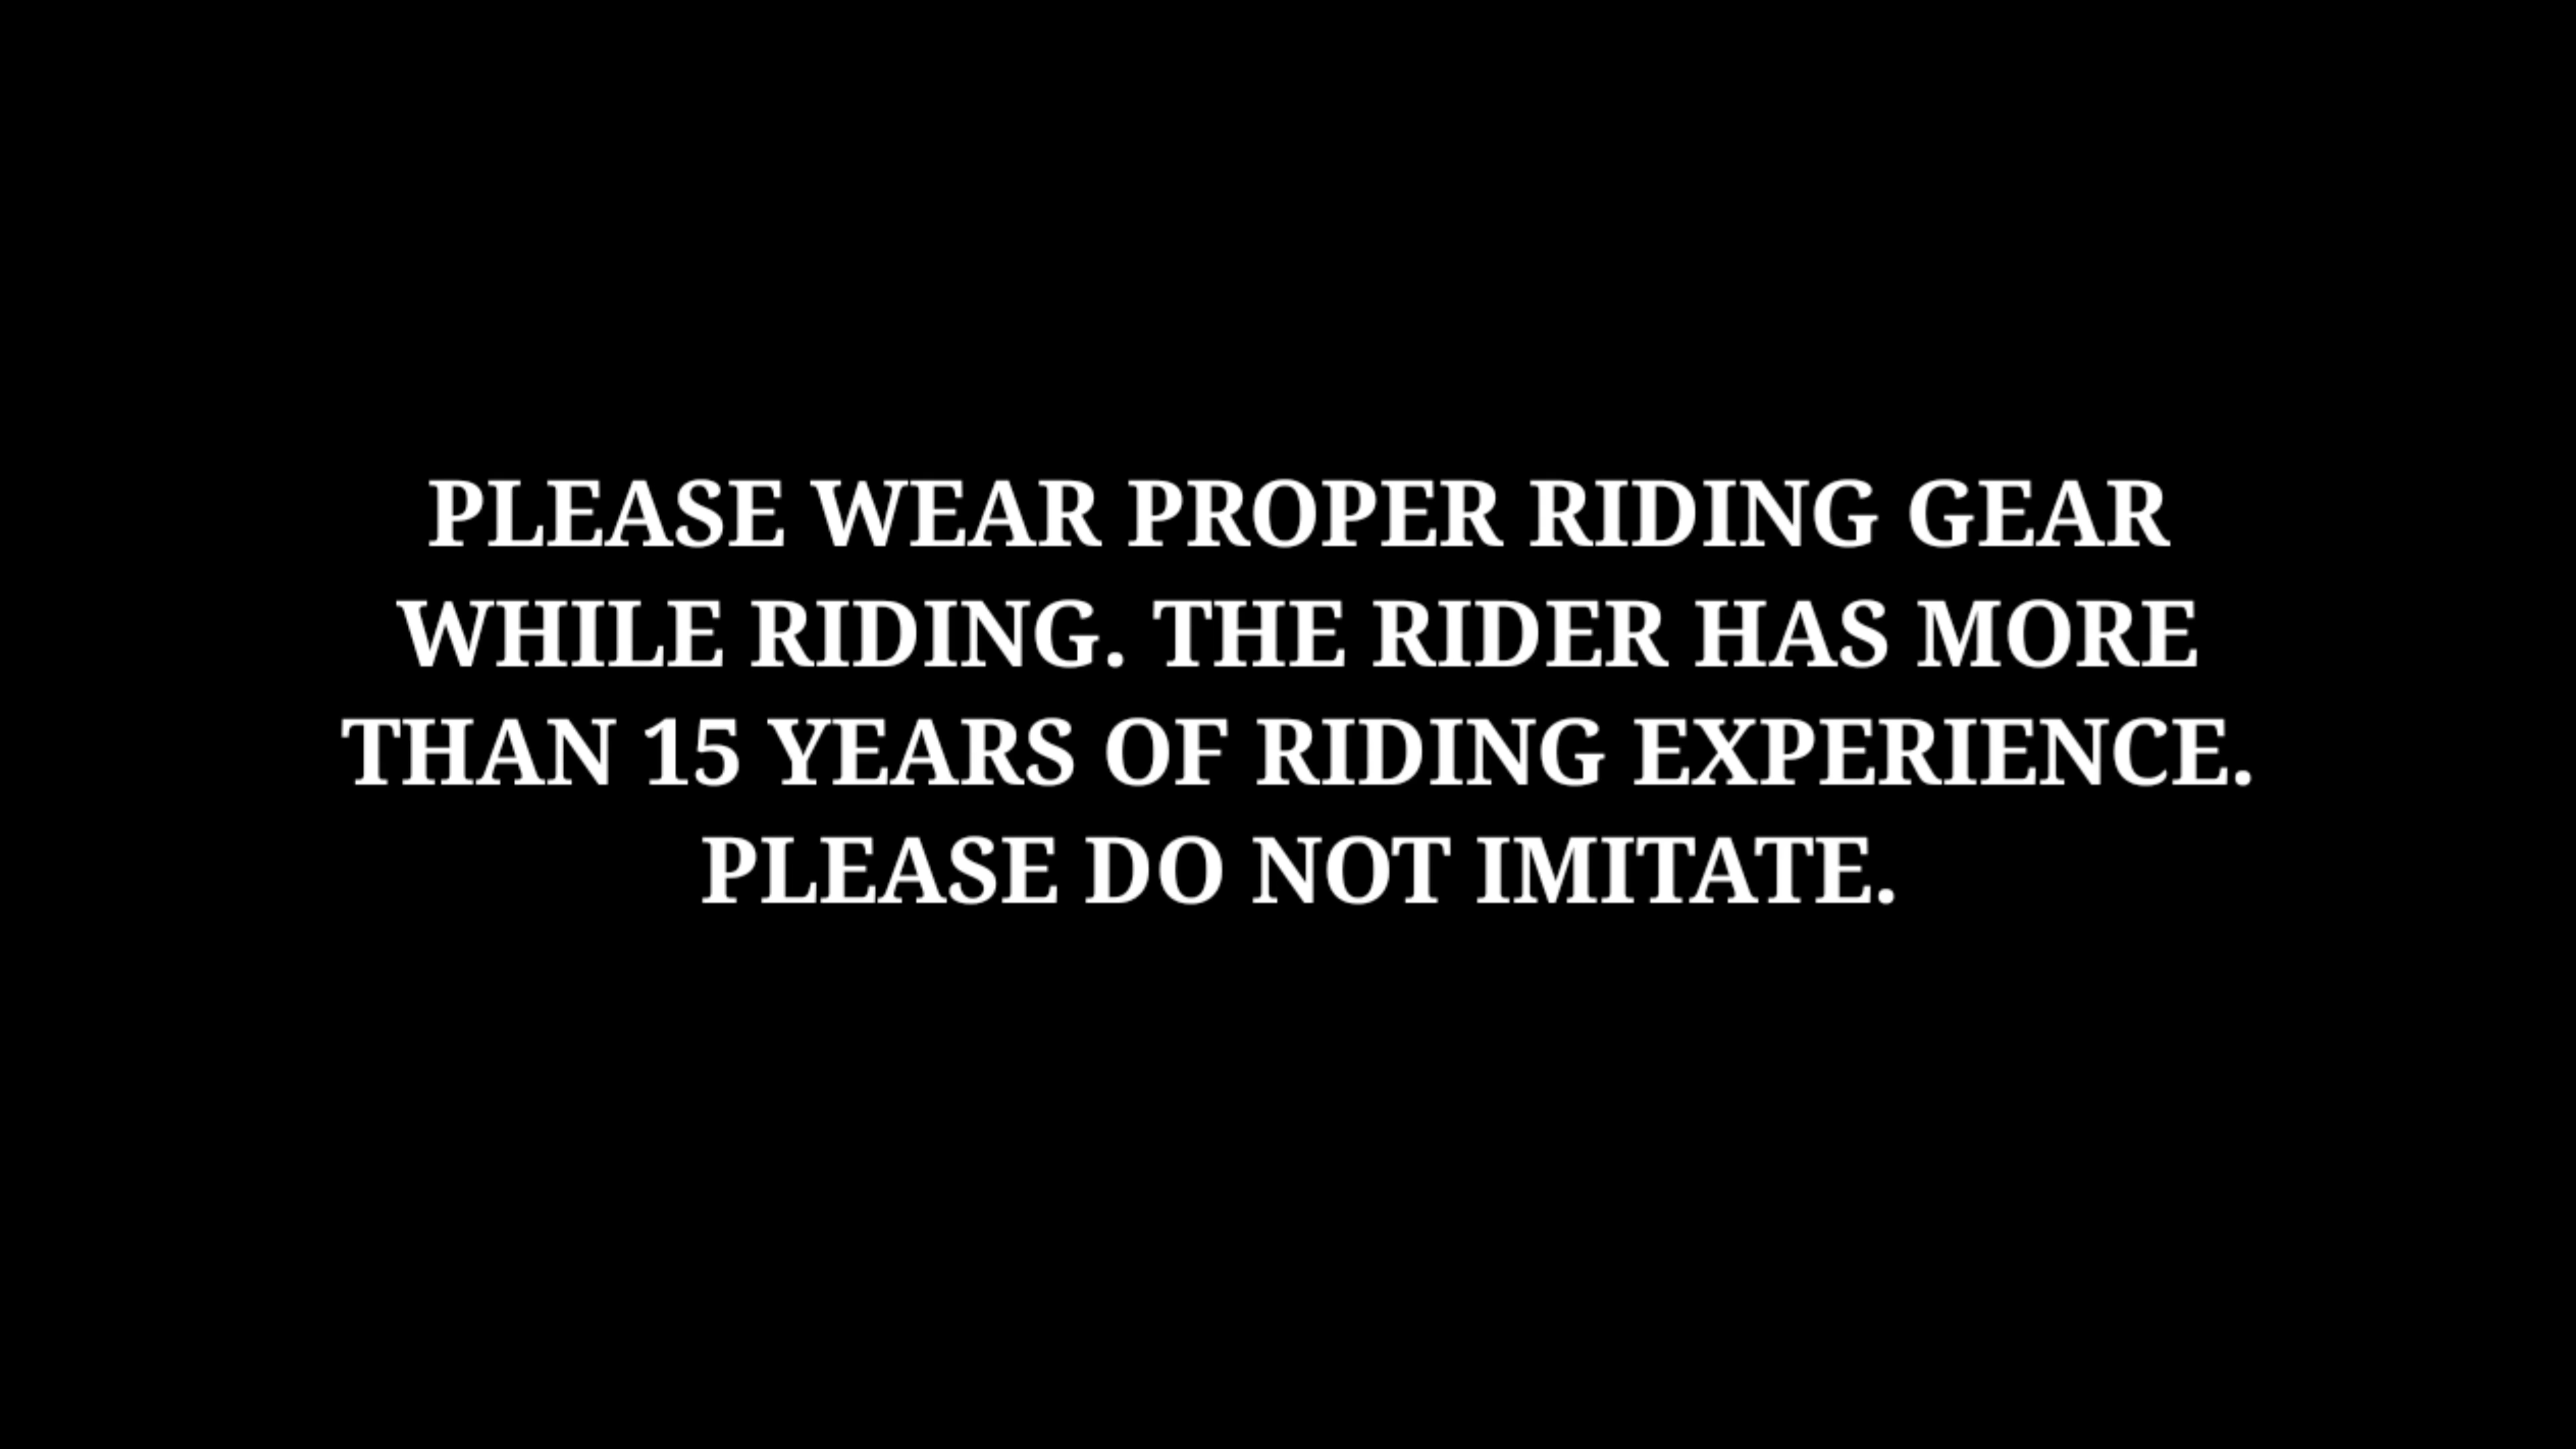 PLEASE WEAR PROPER RIDING GEAR
WHILE RIDING. THE RIDER HAS MORE
THAN 15 YEARS OF RIDING EXPERIENCE.
PLEASE DO NOT IMITATE.